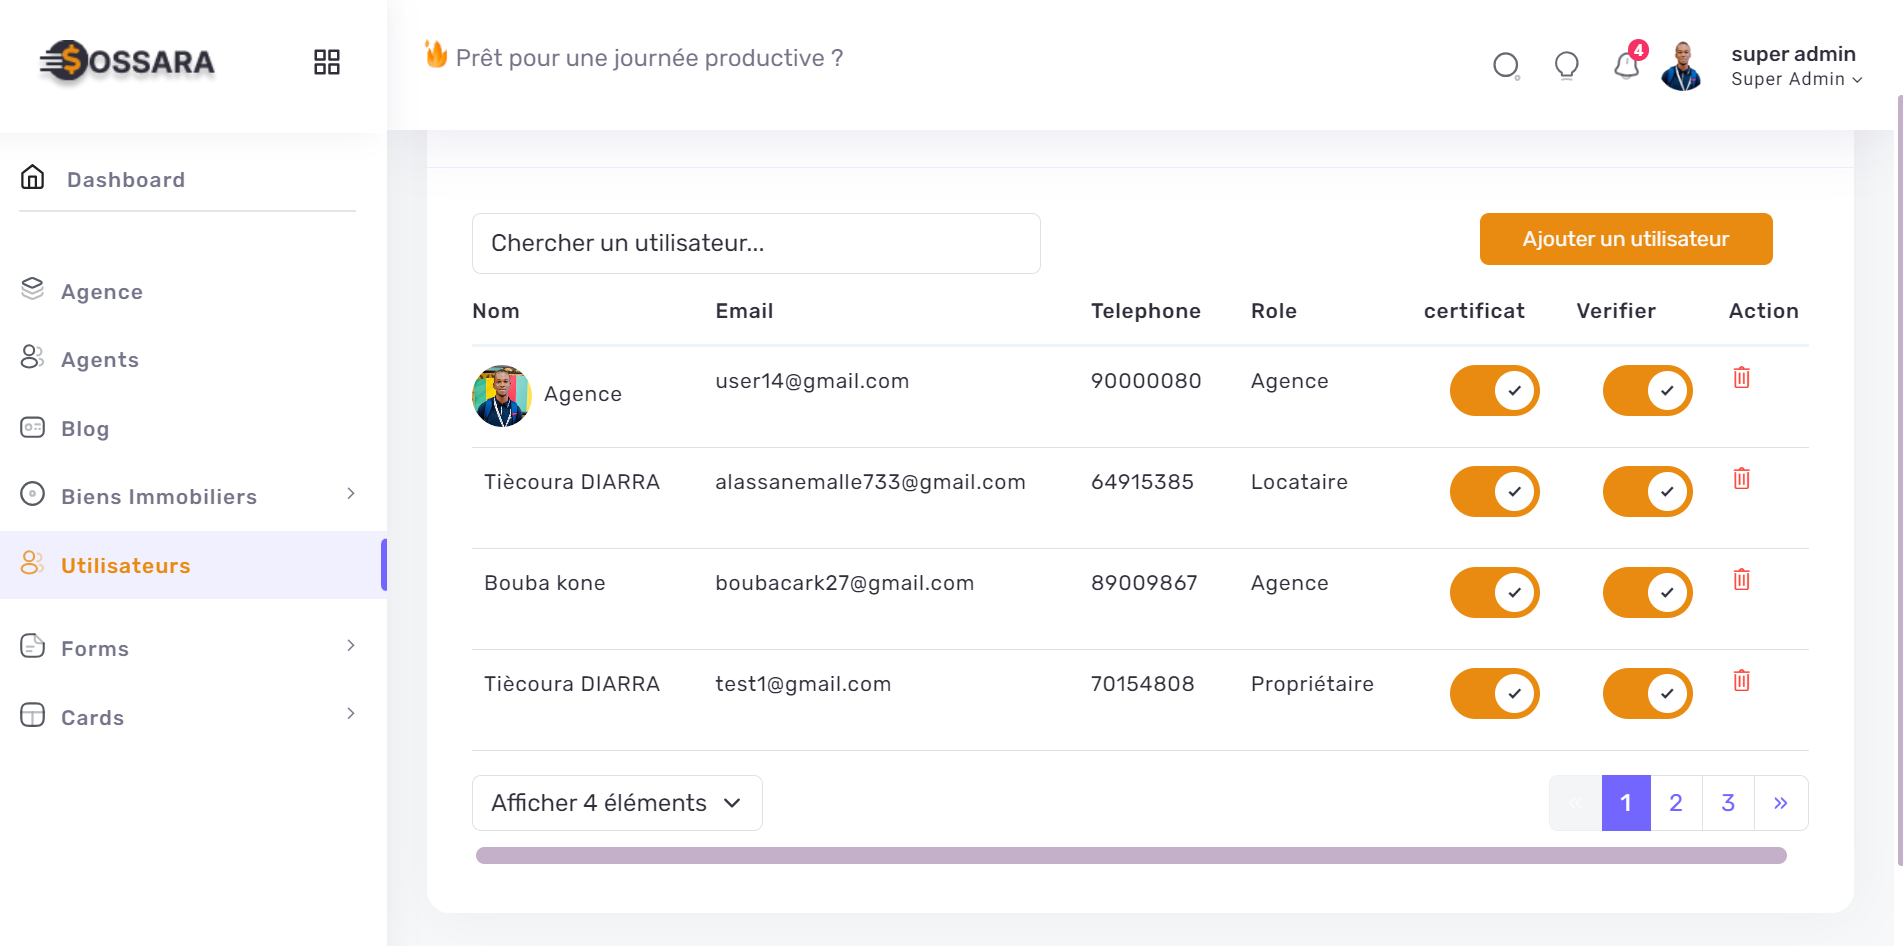 $OSSARA
Prêt pour une journée productive ?
4
super admin
Super Admin
Dashboard
Agence
Agents
Blog
Biens Immobiliers
Utilisateurs
Forms
Cards
Chercher un utilisateur...
Ajouter un utilisateur
Nom Email Telephone Role certificat Verifier Action
Agence user14@gmail.com 90000080 Agence
Tiècoura DIARRA alassanemalle733@gmail.com 64915385 Locataire
Bouba kone boubacark27@gmail.com 89009867 Agence
Tiècoura DIARRA test1@gmail.com 70154808 Propriétaire
Afficher 4 éléments
« 1 2 3 »